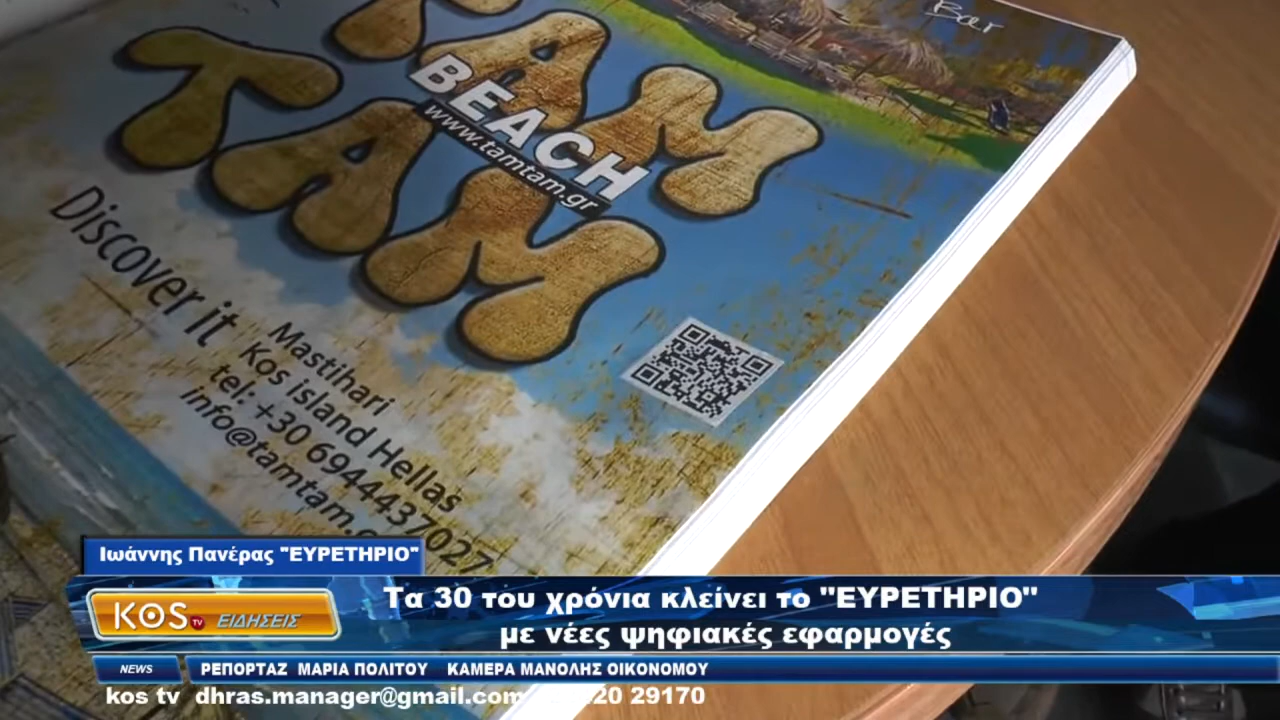 Bar
TAM
BEACH
www.tamtam.gr
TAM
Discover it
Mastihari
Kos island Hellas
tel: +30 6944437027
info@tamtam.g
Ιωάννης Πανέρας "ΕΥΡΕΤΗΡΙΟ"
Τα 30 του χρόνια κλείνει το "ΕΥΡΕΤΗΡΙΟ"
με νέες ψηφιακές εφαρμογές
KOS TV ΕΙΔΗΣΕΙΣ
NEWS ΡΕΠΟΡΤΑΖ ΜΑΡΙΑ ΠΟΛΙΤΟΥ ΚΑΜΕΡΑ ΜΑΝΟΛΗΣ ΟΙΚΟΝΟΜΟΥ
kos tv dhras.manager@gmail.com 20 29170